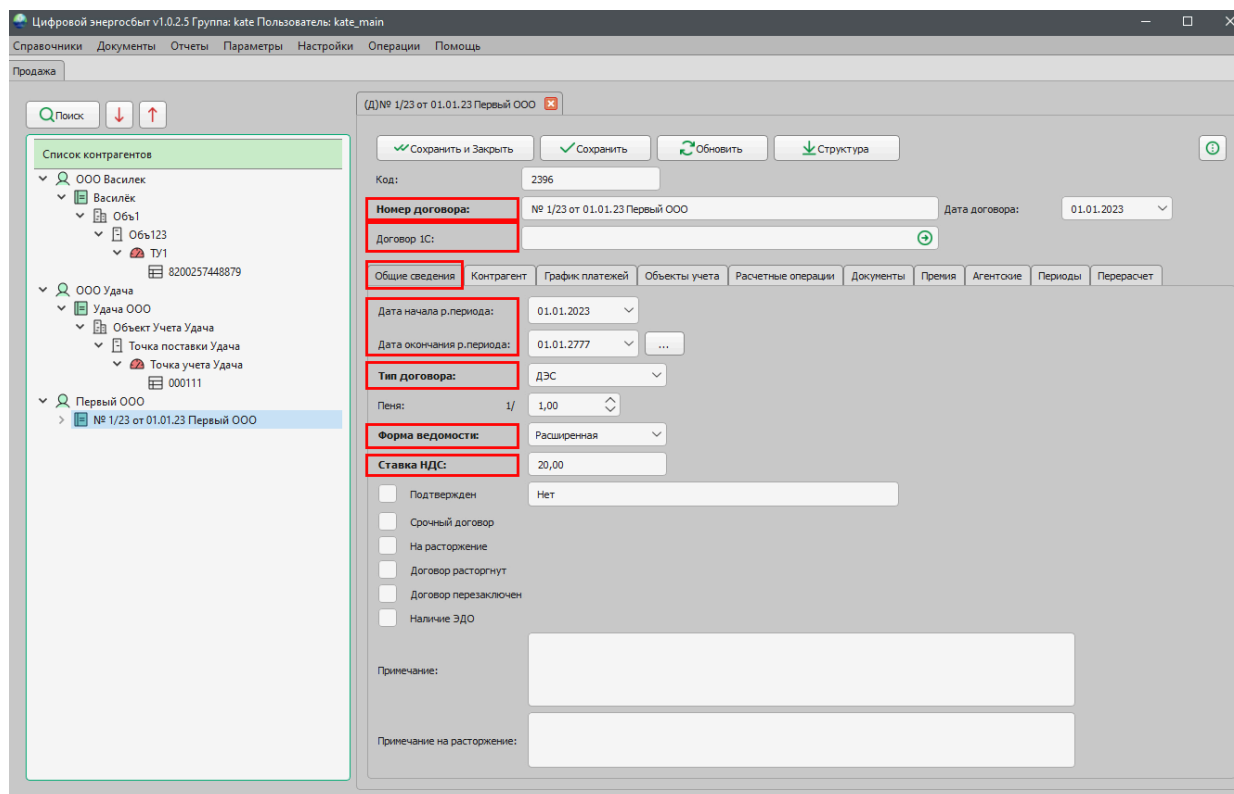 Цифровой энергосбыт v1.0.2.5 Группа: kate Пользователь: kate_main
Справочники Документы Отчеты Параметры Настройки Операции Помощь
Продажа
Поиск
Список контрагентов
ООО Василек
Василёк
Объ1
Объ123
ТУ1
8200257448879
ООО Удача
Удача ООО
Объект Учета Удача
Точка поставки Удача
Точка учета Удача
000111
Первый ООО
№ 1/23 от 01.01.23 Первый ООО
(Д)№ 1/23 от 01.01.23 Первый ООО
Сохранить и Закрыть Сохранить Обновить Структура
Код: 2396
Номер договора: № 1/23 от 01.01.23 Первый ООО Дата договора: 01.01.2023
Договор 1С:
Общие сведения Контрагент График платежей Объекты учета Расчетные операции Документы Премия Агентские Периоды Перерасчет
Дата начала р.периода: 01.01.2023
Дата окончания р.периода: 01.01.2777 ...
Тип договора: ДЭС
Пеня: 1/ 1,00
Форма ведомости: Расширенная
Ставка НДС: 20,00
Подтвержден Нет
Срочный договор
На расторжение
Договор расторгнут
Договор перезаключен
Наличие ЭДО
Примечание:
Примечание на расторжение: